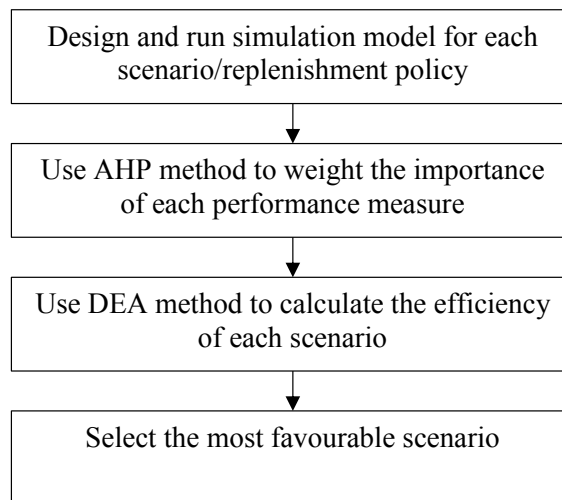 Design and run simulation model for each
scenario/replenishment policy
Use AHP method to weight the importance
of each performance measure
Use DEA method to calculate the efficiency
of each scenario
Select the most favourable scenario